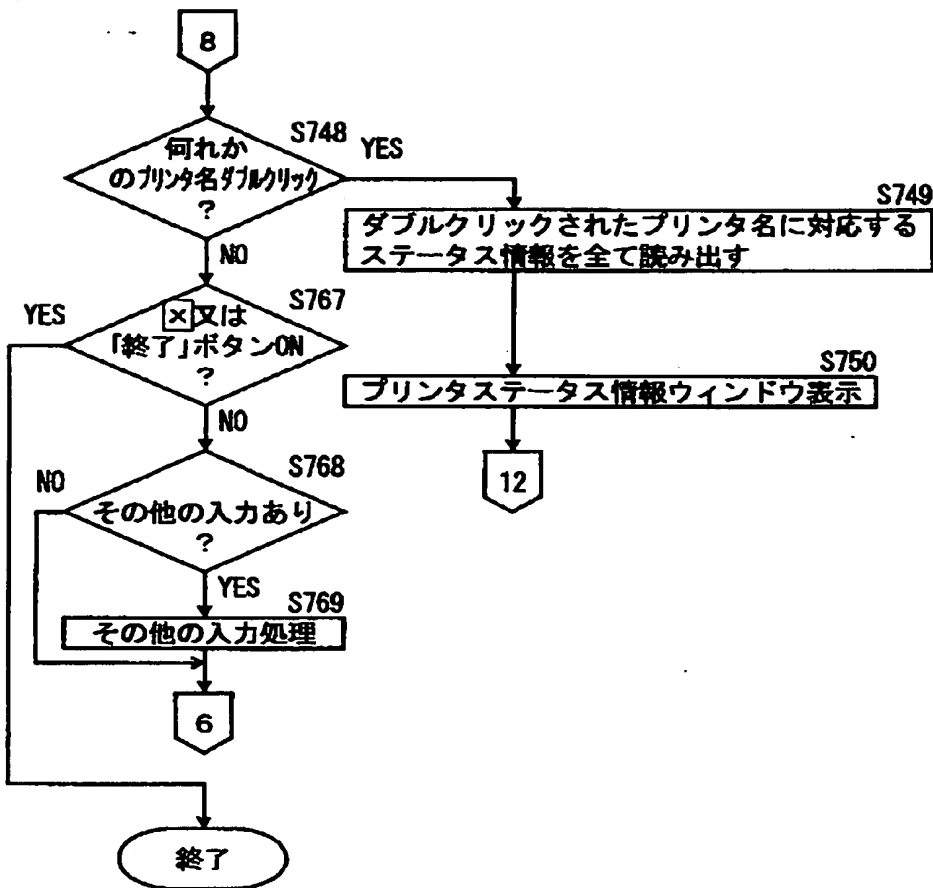 8
S748
何れか
のプリンタ名ダブルクリック
?
YES
NO
S749
ダブルクリックされたプリンタ名に対応する
ステータス情報を全て読み出す
S767
YES
×又は
「終了」ボタンON
?
NO
S750
プリンタステータス情報ウィンドウ表示
12
S768
NO
その他の入力あり
?
YES
S769
その他の入力処理
6
終了